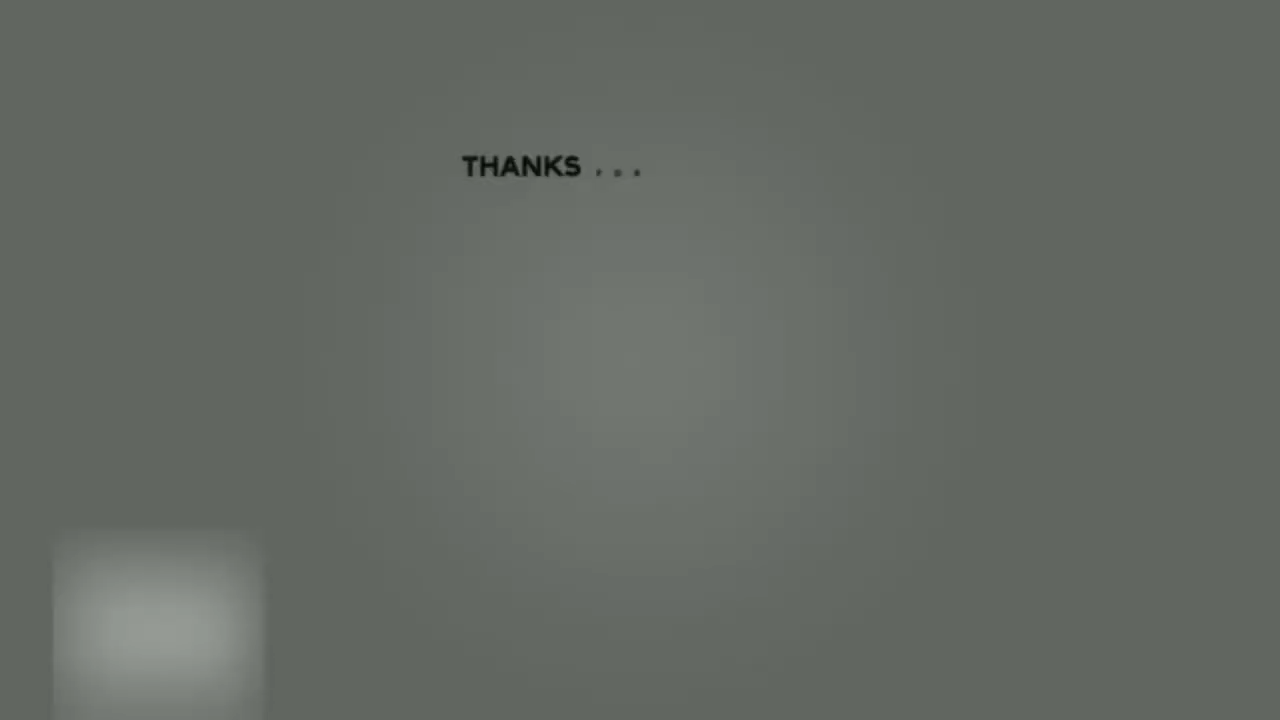 THANKS . . .